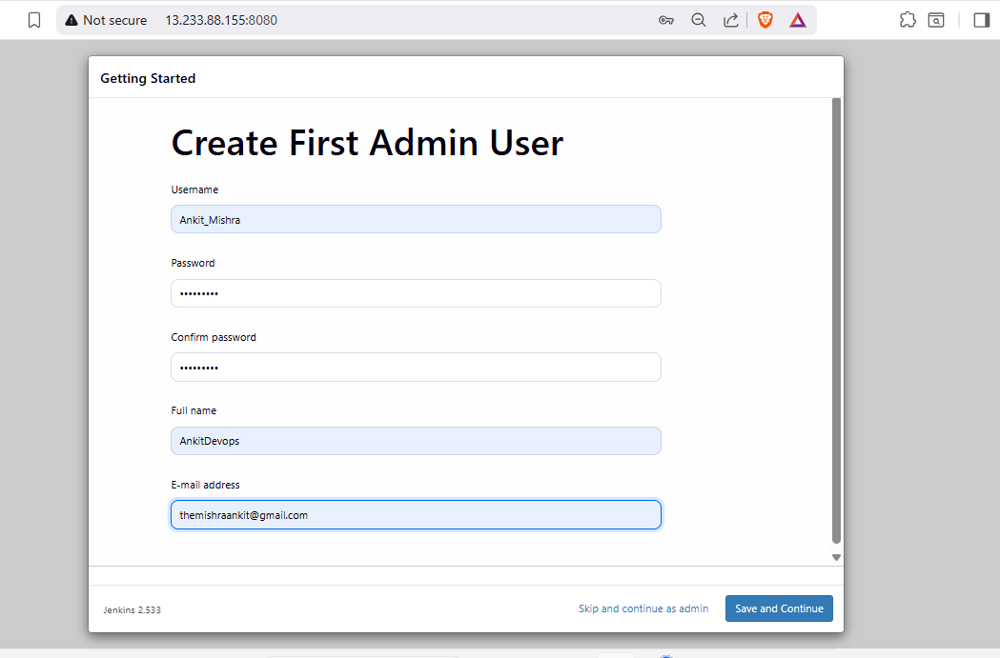 Not secure 13.233.88.155:8080
Getting Started
Create First Admin User
Username
Ankit_Mishra
Password
•••••••••
Confirm password
•••••••••
Full name
AnkitDevops
E-mail address
themishraankit@gmail.com
Jenkins 2.533
Skip and continue as admin
Save and Continue